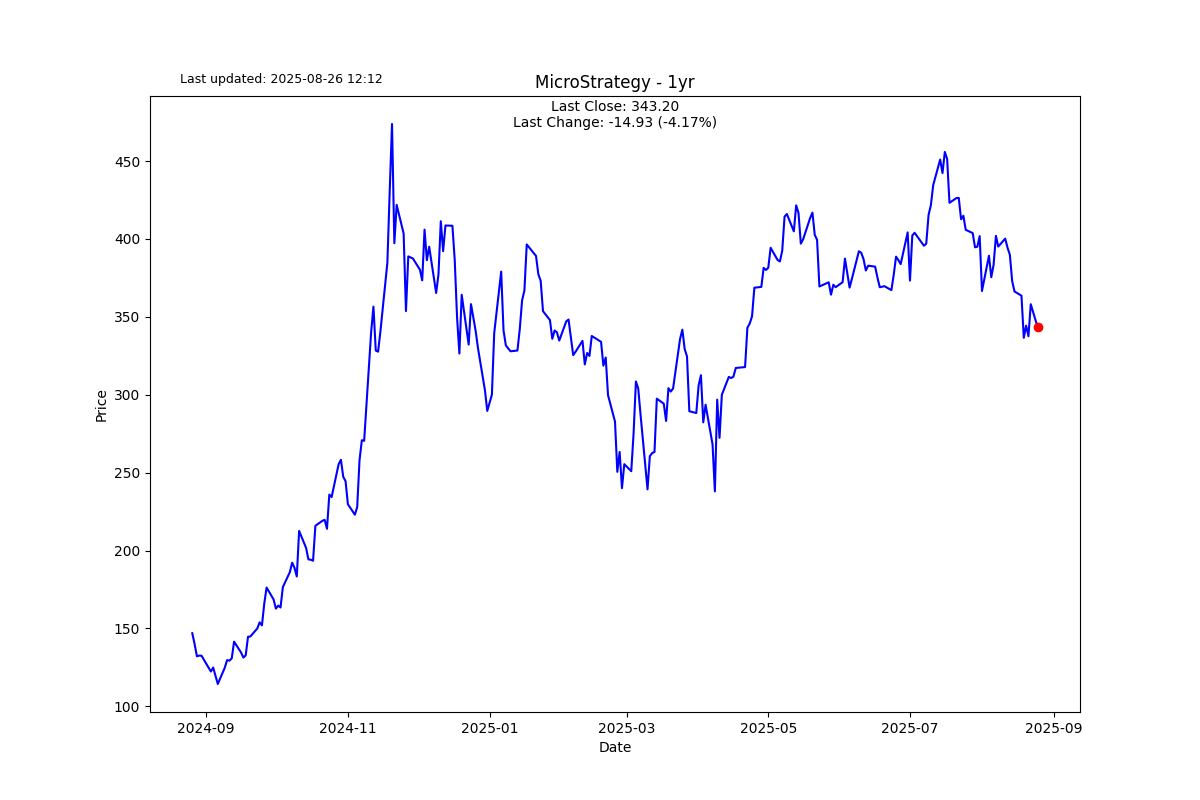 Last updated: 2025-08-26 12:12
MicroStrategy - 1yr
Last Close: 343.20
Last Change: -14.93 (-4.17%)
Price
450
400
350
300
250
200
150
100
2024-09 2024-11 2025-01 2025-03 2025-05 2025-07 2025-09
Date